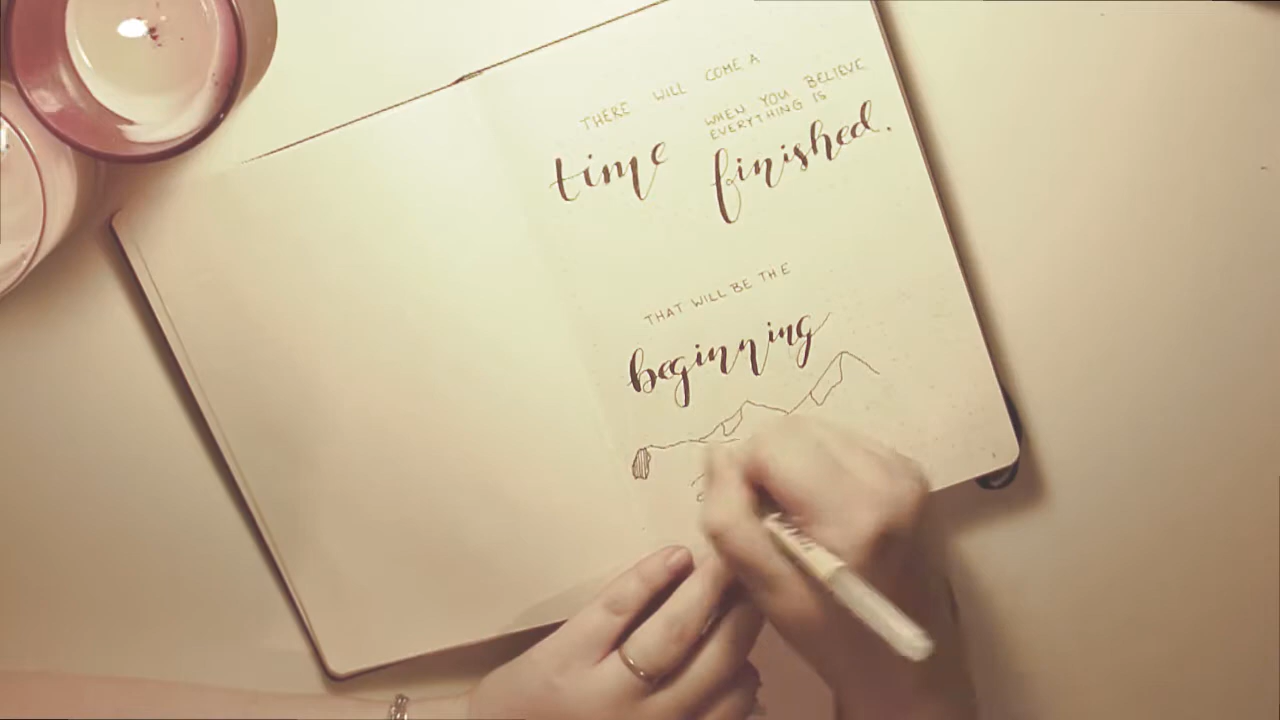 THERE WILL COME A
time WHEN YOU BELIEVE
EVERYTHING IS
finished.
THAT WILL BE THE
beginning